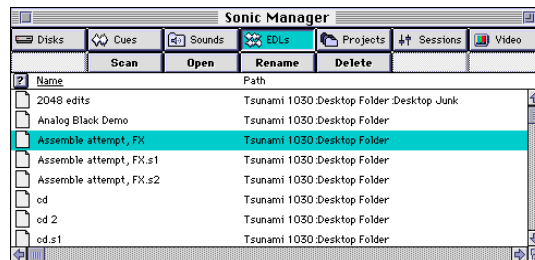 Sonic Manager
Disks Cues Sounds EDLs Projects Sessions Video
Scan Open Rename Delete
? Name Path
2048 edits Tsunami 1030 :Desktop Folder :Desktop Junk
Analog Black Demo Tsunami 1030 :Desktop Folder
Assemble attempt, FX Tsunami 1030 :Desktop Folder
Assemble attempt, FX.s1 Tsunami 1030 :Desktop Folder
Assemble attempt, FX.s2 Tsunami 1030 :Desktop Folder
cd Tsunami 1030 :Desktop Folder
cd 2 Tsunami 1030 :Desktop Folder
cd.s1 Tsunami 1030 :Desktop Folder